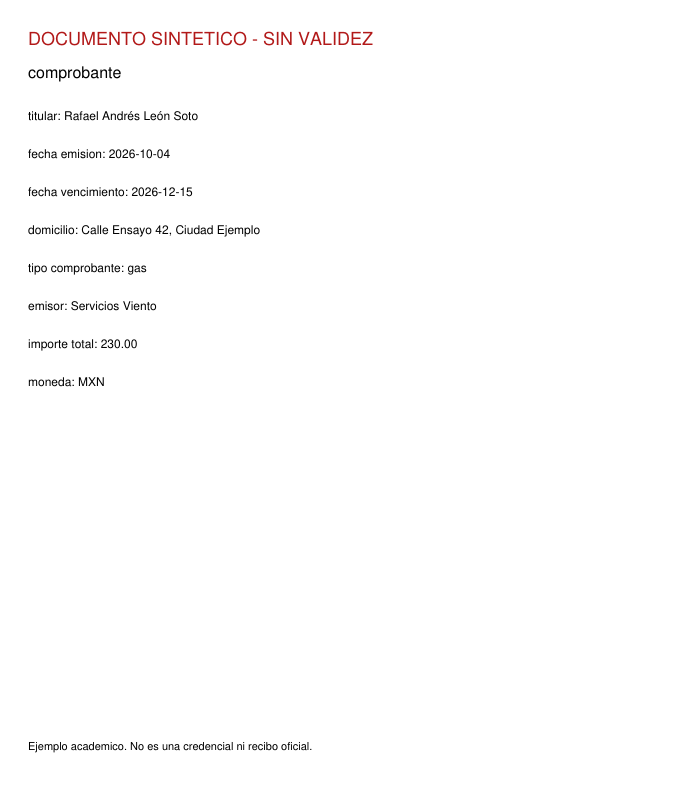 DOCUMENTO SINTETICO - SIN VALIDEZ
comprobante
titular: Rafael Andrés León Soto
fecha emision: 2026-10-04
fecha vencimiento: 2026-12-15
domicilio: Calle Ensayo 42, Ciudad Ejemplo
tipo comprobante: gas
emisor: Servicios Viento
importe total: 230.00
moneda: MXN
Ejemplo academico. No es una credencial ni recibo oficial.